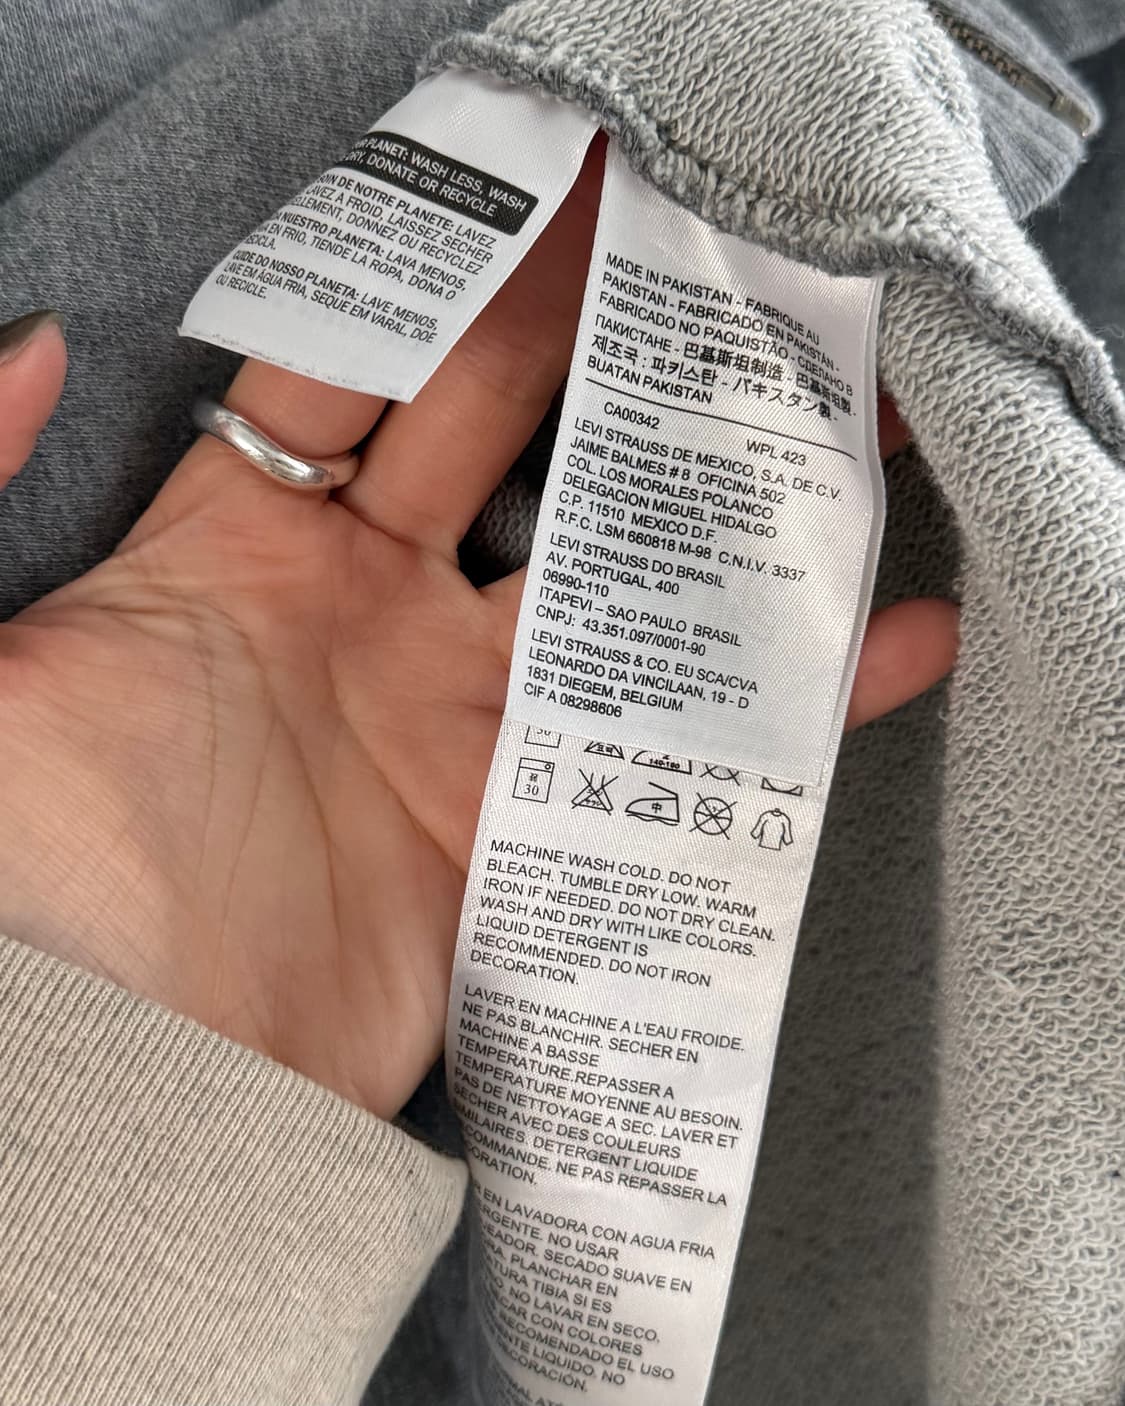 PLANET: WASH LESS, WASH
DRY, DONATE OR RECYCLE
DE NOTRE PLANETE: LAVEZ
LAVEZ À FROID, LAISSEZ SECHER
DONNEZ OU RECYCLEZ
NUESTRO PLANETA: LAVA MENOS,
EN FRIO, TIENDE LA ROPA, DONA O
DO NOSSO PLANETA: LAVE MENOS,
LAVE EM ÁGUA FRIA, SEQUE EM VARAL, DOE
OU RECICLE.
MADE IN PAKISTAN - FABRIQUE AU
PAKISTAN - FABRICADO EN PAKISTÁN -
FABRICADO NO PAQUISTÃO - СДЕЛАНО В
ПАКИСТАНЕ - 巴基斯坦制造 - 巴基斯坦製 -
제조국 : 파키스탄 - パキスタン製 -
BUATAN PAKISTAN
CA00342 WPL 423
LEVI STRAUSS DE MEXICO, S.A. DE C.V.
JAIME BALMES # 8 OFICINA 502
COL. LOS MORALES POLANCO
DELEGACION MIGUEL HIDALGO
C.P. 11510 MEXICO D.F.
R.F.C. LSM 660818 M-98 C.N.I.V. 3337
LEVI STRAUSS DO BRASIL
AV. PORTUGAL, 400
06990-110
ITAPEVI – SAO PAULO BRASIL
CNPJ: 43.351.097/0001-90
LEVI STRAUSS & CO. EU SCA/CVA
LEONARDO DA VINCILAAN, 19 - D
1831 DIEGEM, BELGIUM
CIF A 08298606
30 140-160
30 中
MACHINE WASH COLD. DO NOT
BLEACH. TUMBLE DRY LOW. WARM
IRON IF NEEDED. DO NOT DRY CLEAN.
WASH AND DRY WITH LIKE COLORS.
LIQUID DETERGENT IS
RECOMMENDED. DO NOT IRON
DECORATION.
LAVER EN MACHINE A L'EAU FROIDE.
NE PAS BLANCHIR. SECHER EN
MACHINE A BASSE
TEMPERATURE.REPASSER A
TEMPERATURE MOYENNE AU BESOIN.
PAS DE NETTOYAGE A SEC. LAVER ET
SECHER AVEC DES COULEURS
DETERGENT LIQUIDE
NE PAS REPASSER LA
EN LAVADORA CON AGUA FRIA
NO USAR
SECADO SUAVE EN
PLANCHAR EN
TIBIA SI ES
NO LAVAR EN SECO.
CON COLORES
RECOMENDADO EL USO
LIQUIDO. NO